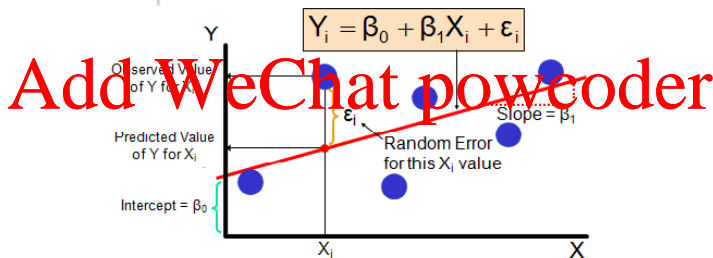 Yᵢ = β₀ + β₁Xᵢ + εᵢ
Y
Observed Value
of Y for Xᵢ
Add WeChat powcoder
εᵢ
Slope = β₁
Predicted Value
of Y for Xᵢ
Random Error
for this Xᵢ value
Intercept = β₀
Xᵢ
X